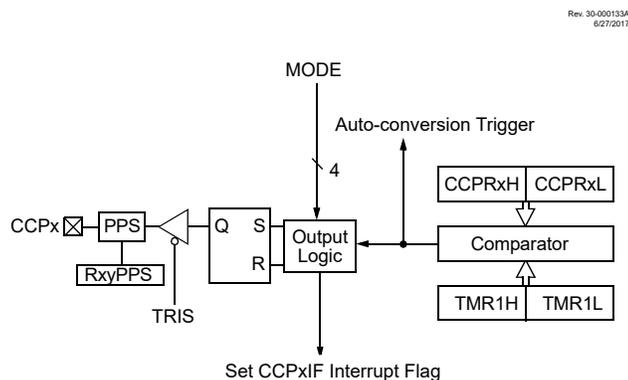 Rev. 30-000133A
6/27/2017
MODE
Auto-conversion Trigger
4
CCPRxH CCPRxL
CCPx PPS Q S
R
Output
Logic
Comparator
RxyPPS
TRIS
TMR1H TMR1L
Set CCPxIF Interrupt Flag